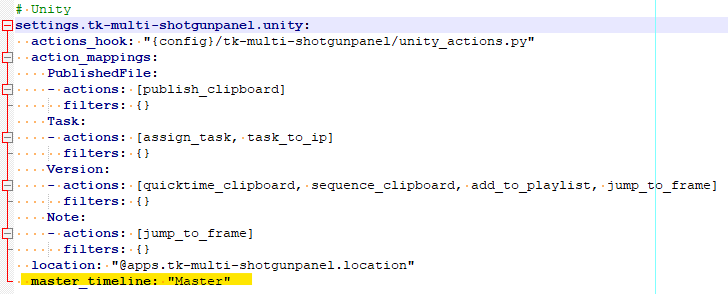 # Unity
settings.tk-multi-shotgunpanel.unity:
actions_hook: "{config}/tk-multi-shotgunpanel/unity_actions.py"
action_mappings:
PublishedFile:
- actions: [publish_clipboard]
filters: {}
Task:
- actions: [assign_task, task_to_ip]
filters: {}
Version:
- actions: [quicktime_clipboard, sequence_clipboard, add_to_playlist, jump_to_frame]
filters: {}
Note:
- actions: [jump_to_frame]
filters: {}
location: "@apps.tk-multi-shotgunpanel.location"
master_timeline: "Master"